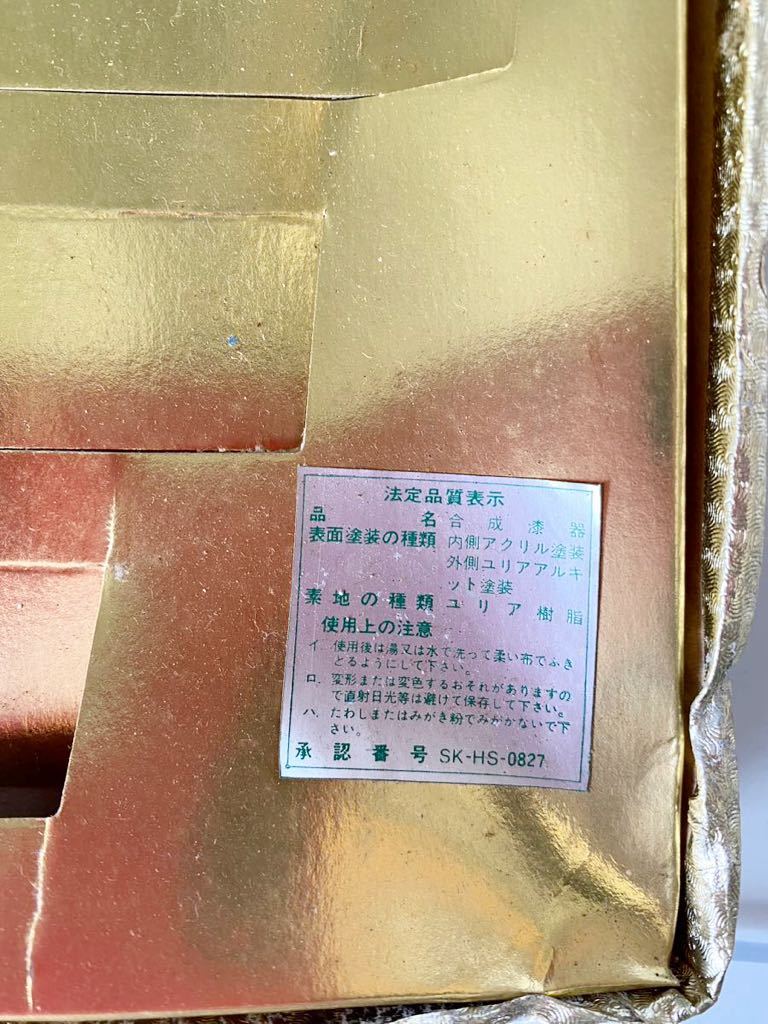 法定品質表示
品名 合成漆器
表面塗装の種類 内側アクリル塗装
外側ユリアアルキ
ット塗装
素地の種類 ユリア樹脂
使用上の注意
イ. 使用後は湯又は水で洗って柔い布でふき
とるようにして下さい。
ロ. 変形または変色するおそれがありますの
で直射日光等は避けて保存して下さい。
ハ. たわしまたはみがき粉でみがかないで下
さい。
承認番号 SK-HS-0827